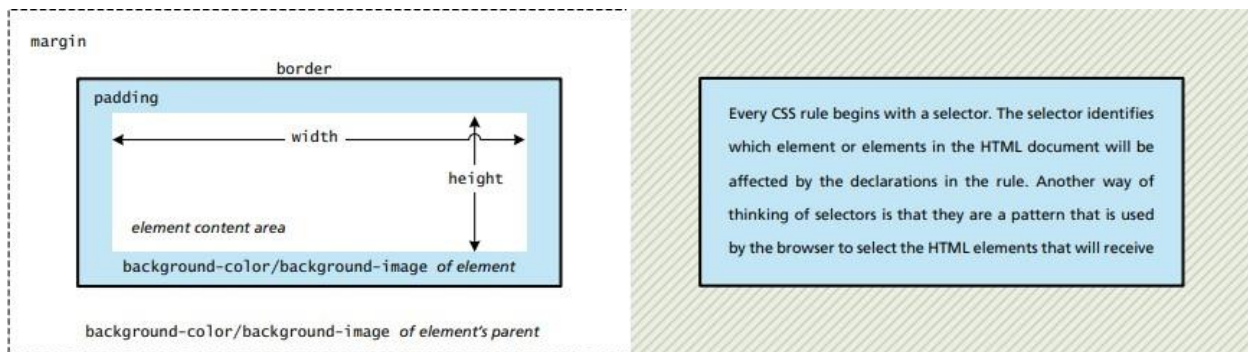 margin
border
padding
width
height
element content area
background-color/background-image of element
background-color/background-image of element's parent
Every CSS rule begins with a selector. The selector identifies
which element or elements in the HTML document will be
affected by the declarations in the rule. Another way of
thinking of selectors is that they are a pattern that is used
by the browser to select the HTML elements that will receive